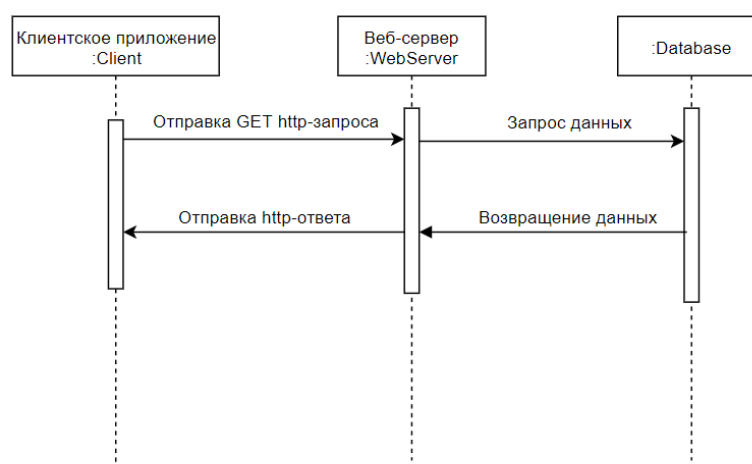 Клиентское приложение
:Client
Веб-сервер
:WebServer
:Database
Отправка GET http-запроса
Запрос данных
Отправка http-ответа
Возвращение данных